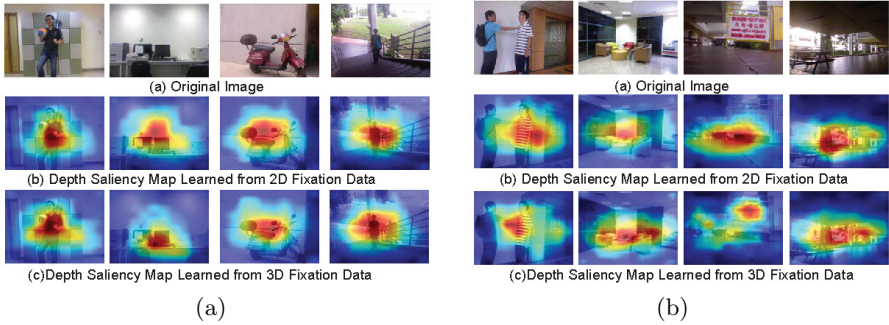 (a) Original Image
(b) Depth Saliency Map Learned from 2D Fixation Data
(c)Depth Saliency Map Learned from 3D Fixation Data
(a)
(a) Original Image
(b) Depth Saliency Map Learned from 2D Fixation Data
(c)Depth Saliency Map Learned from 3D Fixation Data
(b)